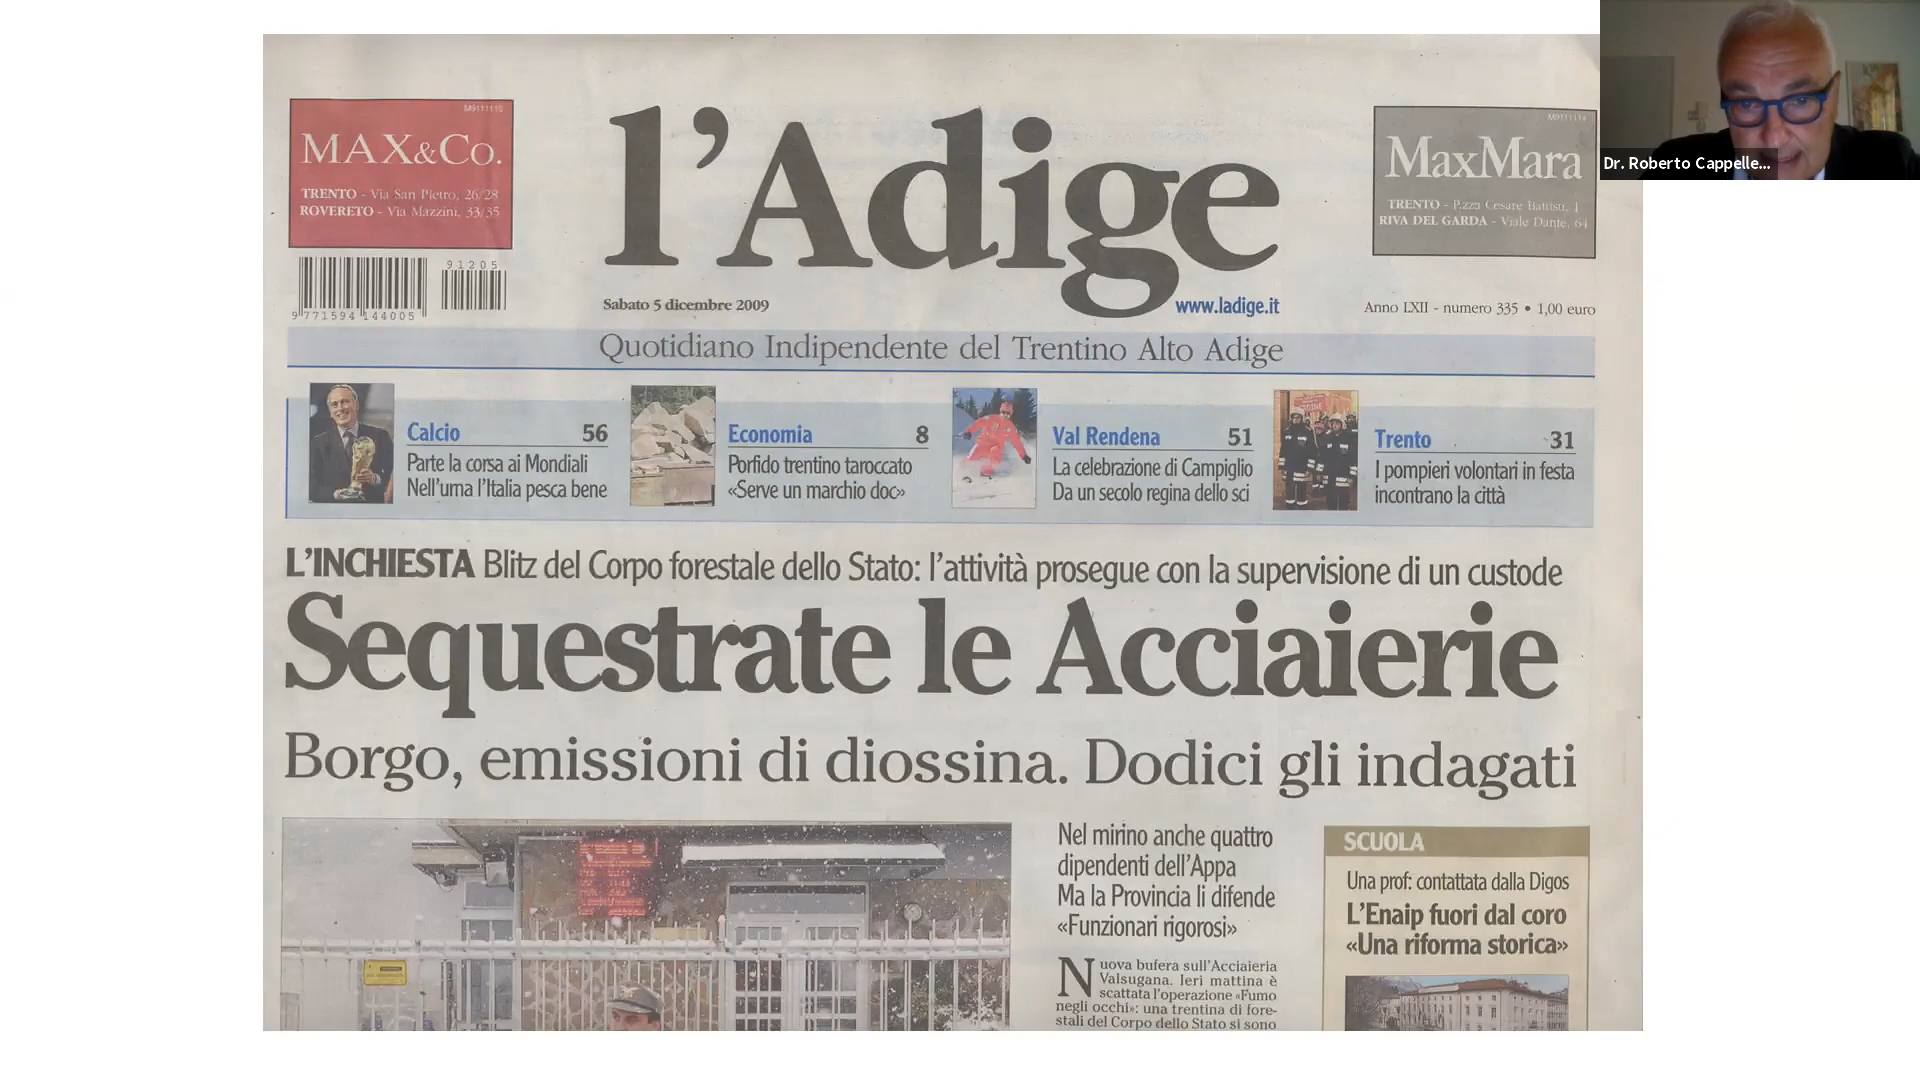 M9111115
MAX&Co.
TRENTO - Via San Pietro, 26/28
ROVERETO - Via Mazzini, 33/35
91205
9 771594 144005
l'Adige
Sabato 5 dicembre 2009
www.ladige.it
M9111114
MaxMara
TRENTO - P.zza Cesare Battisti, 1
RIVA DEL GARDA - Viale Dante, 64
Anno LXII - numero 335 • 1,00 euro
Dr. Roberto Cappelle...
Quotidiano Indipendente del Trentino Alto Adige
Calcio 56
Parte la corsa ai Mondiali
Nell'urna l'Italia pesca bene
Economia 8
Porfido trentino taroccato
«Serve un marchio doc»
Val Rendena 51
La celebrazione di Campiglio
Da un secolo regina dello sci
Trento 31
I pompieri volontari in festa
incontrano la città
L'INCHIESTA Blitz del Corpo forestale dello Stato: l'attività prosegue con la supervisione di un custode
Sequestrate le Acciaierie
Borgo, emissioni di diossina. Dodici gli indagati
Nel mirino anche quattro
dipendenti dell'Appa
Ma la Provincia li difende
«Funzionari rigorosi»
Nuova bufera sull'Acciaieria
Valsugana. Ieri mattina è
scattata l'operazione «Fumo
negli occhi»: una trentina di fore-
stali del Corpo dello Stato si sono
SCUOLA
Una prof: contattata dalla Digos
L'Enaip fuori dal coro
«Una riforma storica»